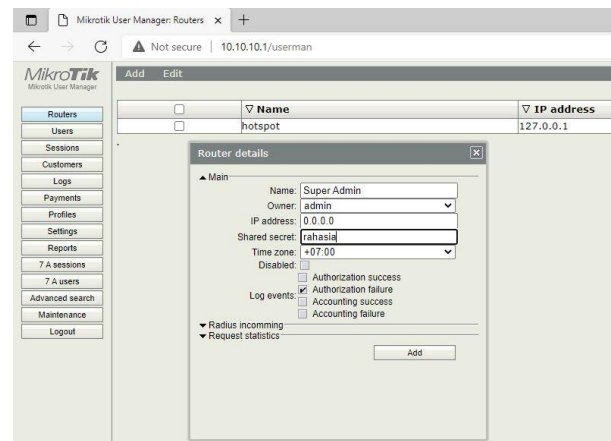 Mikrotik User Manager: Routers
Not secure | 10.10.10.1/userman
MikroTik
Mikrotik User Manager
Add Edit
Routers
Users
Sessions
Customers
Logs
Payments
Profiles
Settings
Reports
7 A sessions
7 A users
Advanced search
Maintenance
Logout
▽ Name ▽ IP address
hotspot 127.0.0.1
Router details
Main
Name: Super Admin
Owner: admin
IP address: 0.0.0.0
Shared secret: rahasia
Time zone: +07:00
Disabled:
Log events:
Authorization success
Authorization failure
Accounting success
Accounting failure
Radius incomming
Request statistics
Add